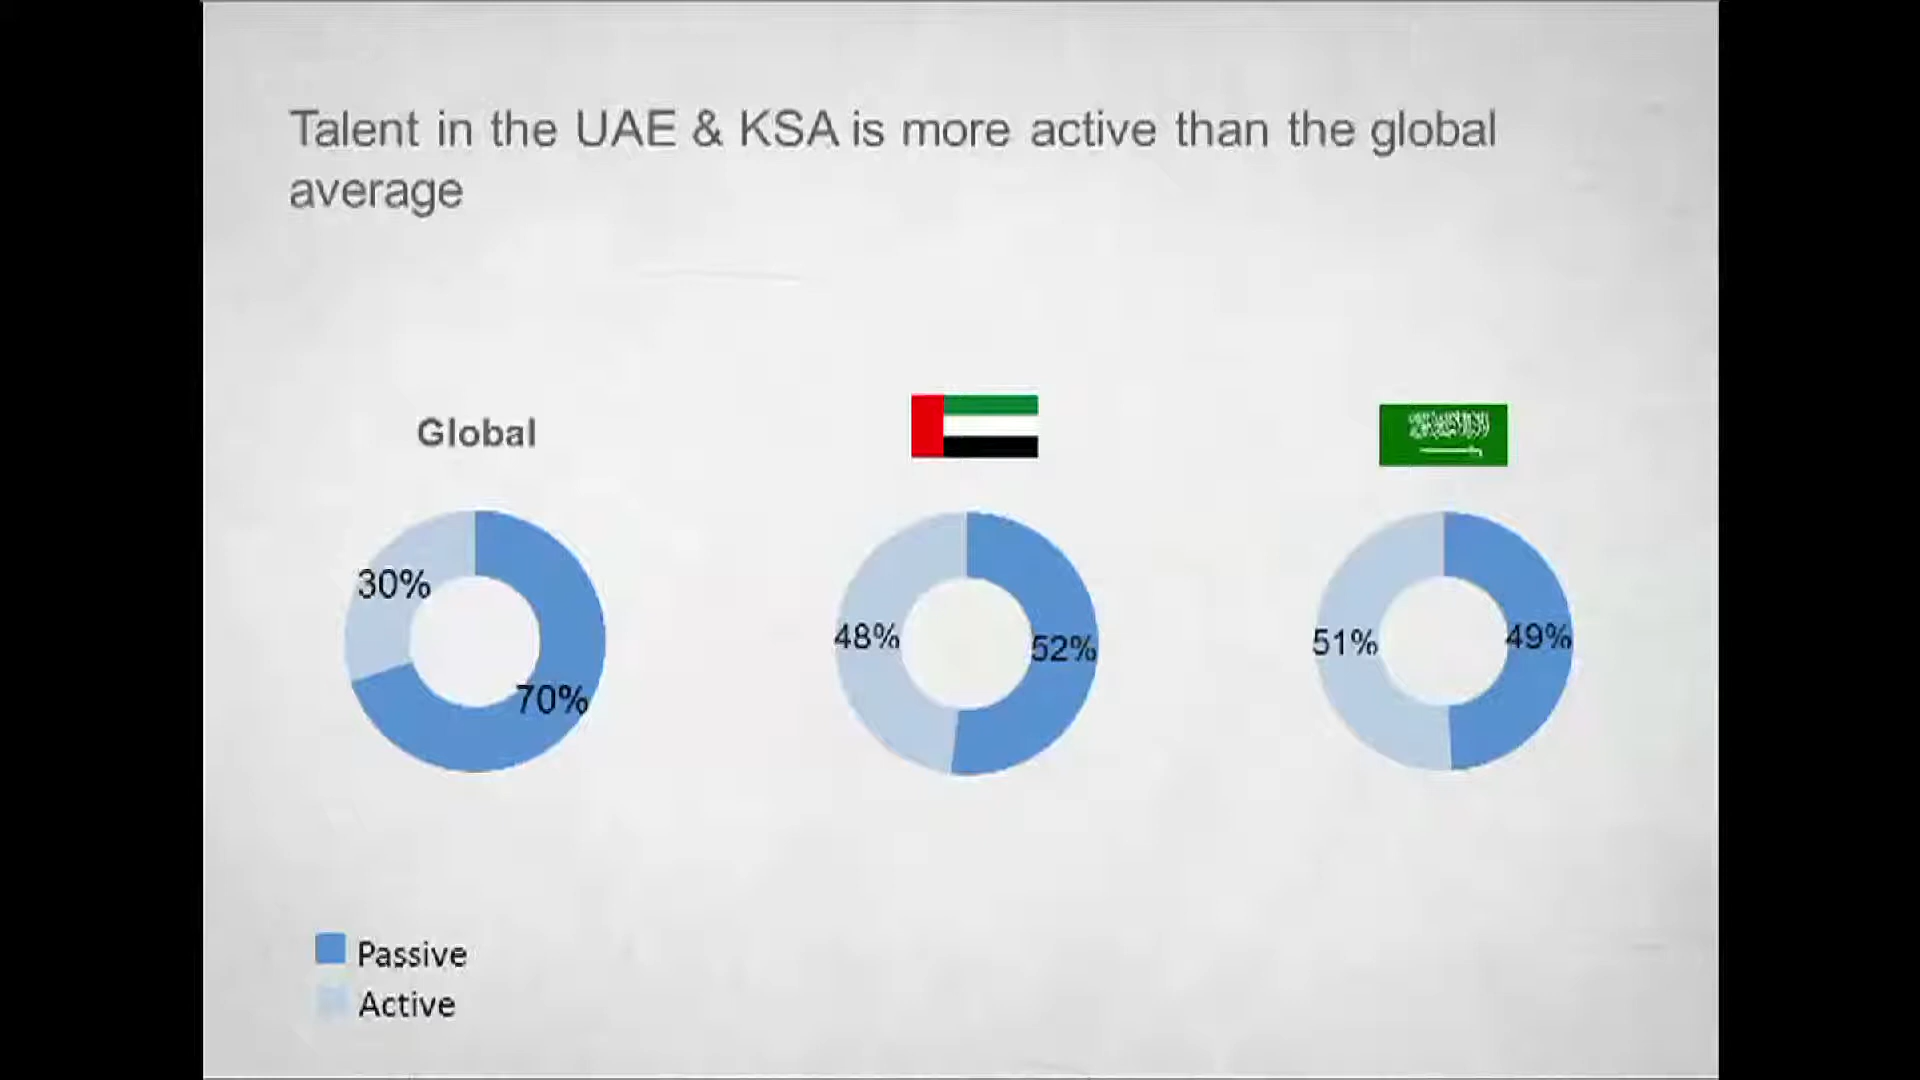 Talent in the UAE & KSA is more active than the global
average
Global
30%
70%
48%
52%
51%
49%
Passive
Active